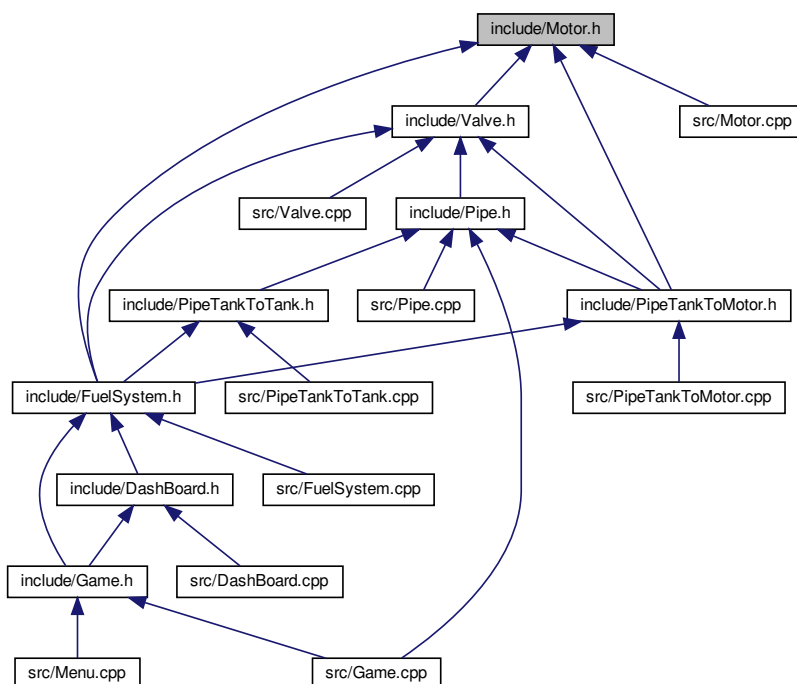 include/Motor.h
include/Valve.h
src/Motor.cpp
src/Valve.cpp
include/Pipe.h
include/PipeTankToTank.h
src/Pipe.cpp
include/PipeTankToMotor.h
include/FuelSystem.h
src/PipeTankToTank.cpp
src/PipeTankToMotor.cpp
include/DashBoard.h
src/FuelSystem.cpp
include/Game.h
src/DashBoard.cpp
src/Menu.cpp
src/Game.cpp